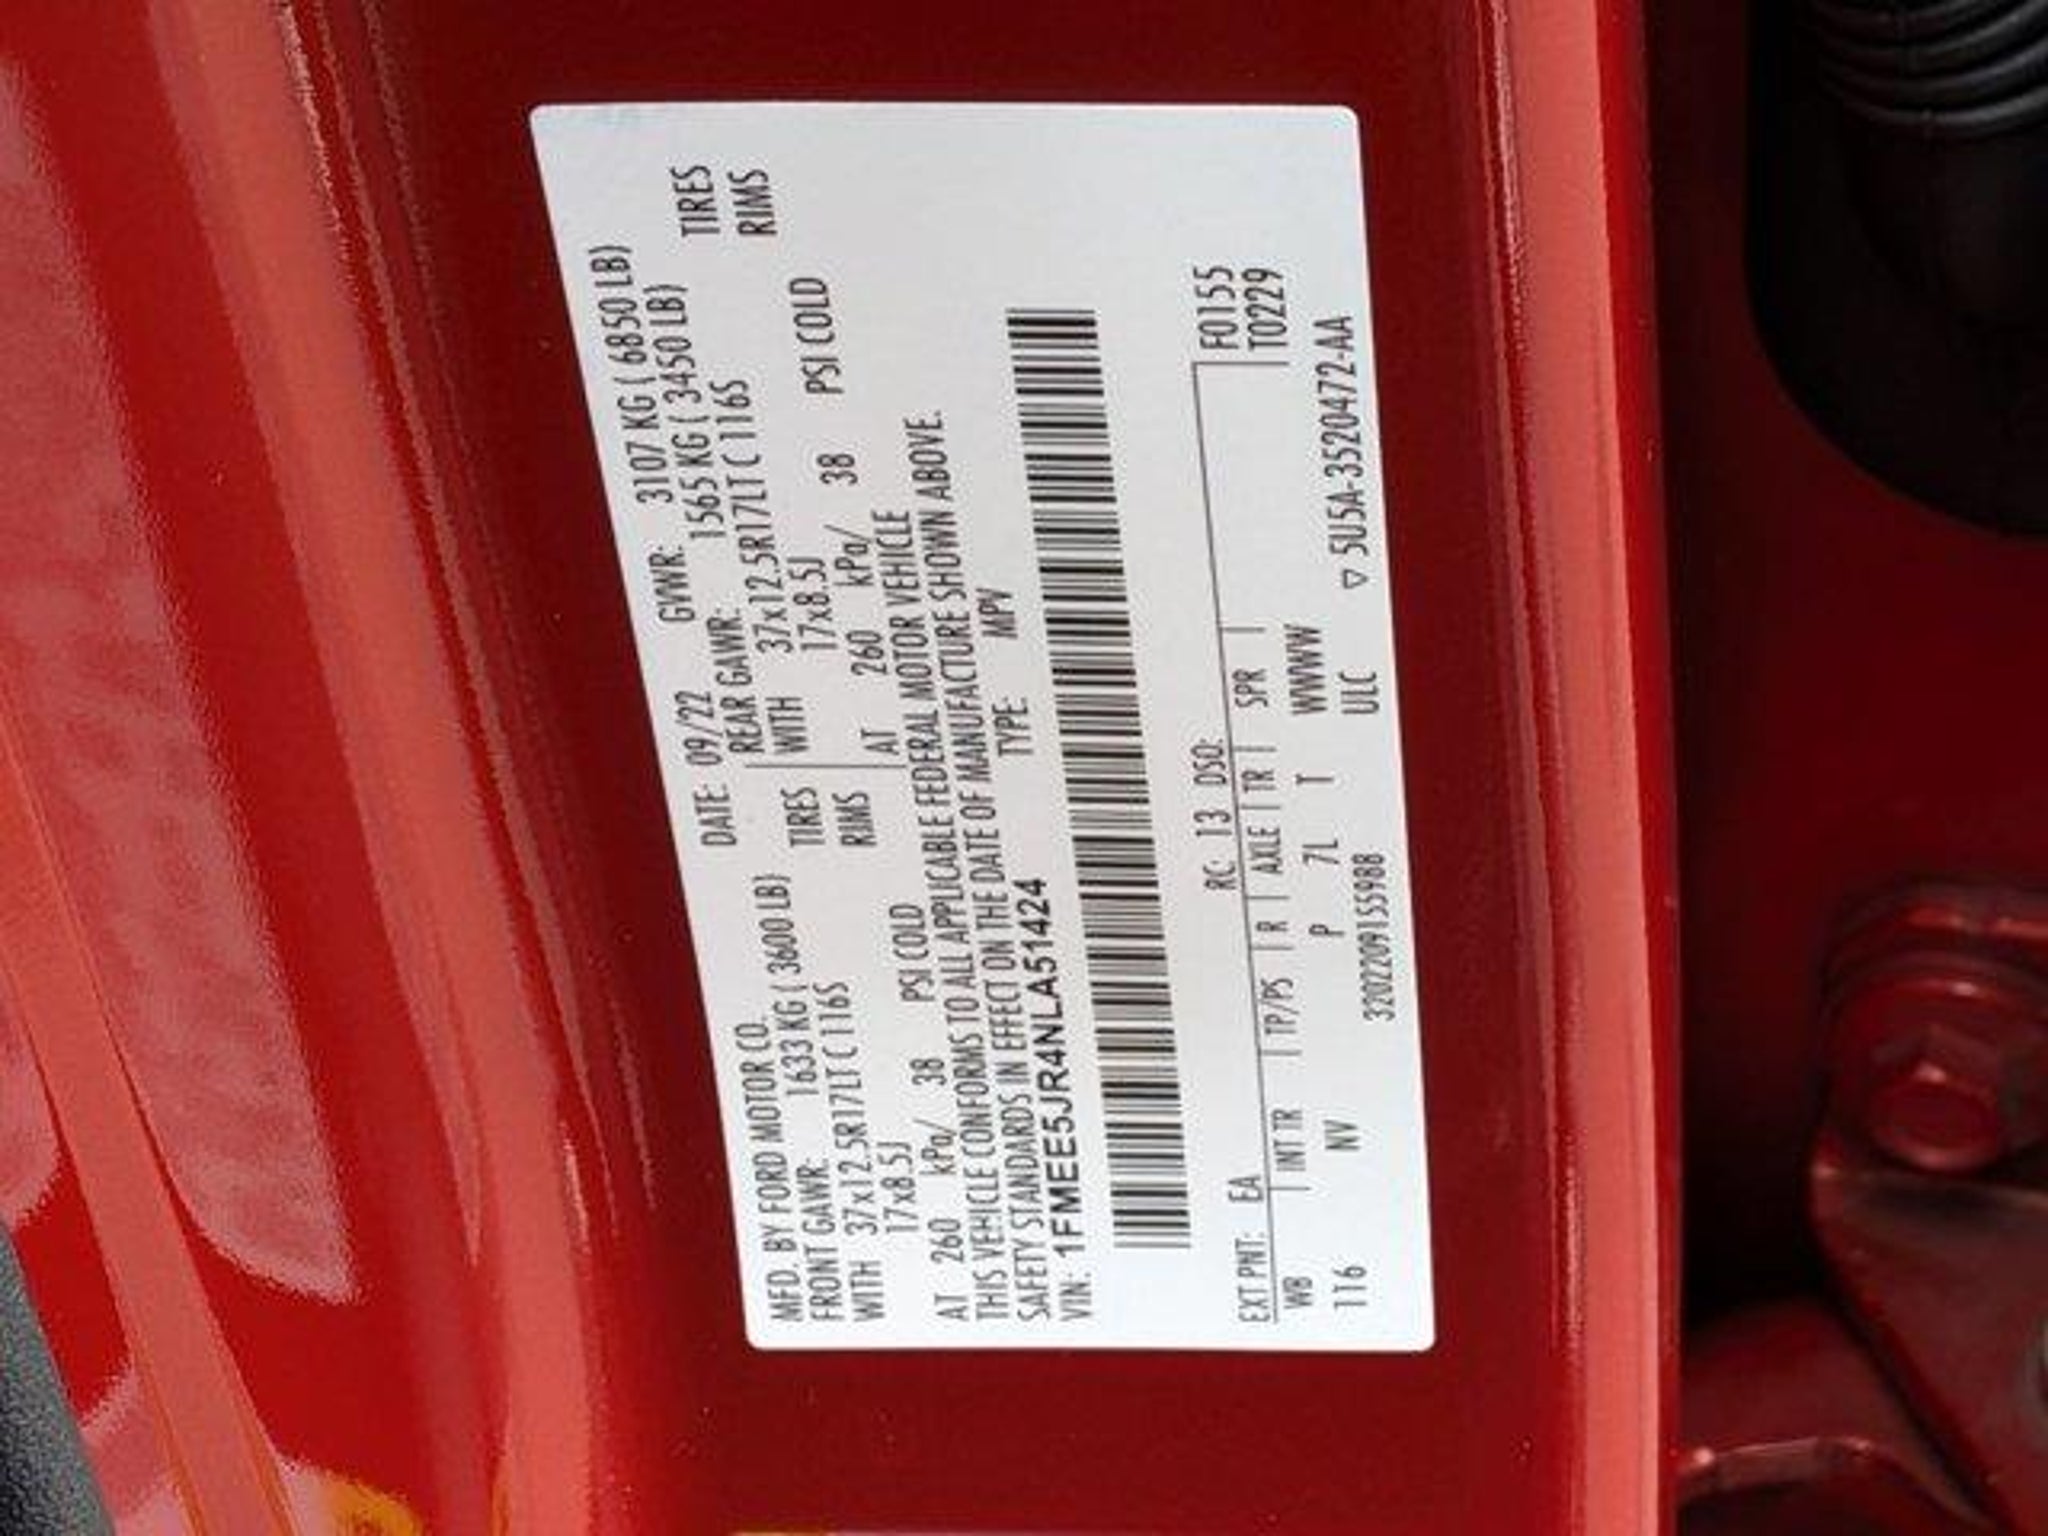 MFD. BY FORD MOTOR CO. DATE: 09/22 GVWR: 3107 KG ( 6850 LB)
FRONT GAWR: 1633 KG ( 3600 LB) REAR GAWR: 1565 KG ( 3450 LB)
WITH 37x12.5R17LT C 116S TIRES WITH 37x12.5R17LT C 116S TIRES
17x8.5J RIMS 17x8.5J RIMS
AT 260 kPa/ 38 PSI COLD AT 260 kPa/ 38 PSI COLD
THIS VEHICLE CONFORMS TO ALL APPLICABLE FEDERAL MOTOR VEHICLE
SAFETY STANDARDS IN EFFECT ON THE DATE OF MANUFACTURE SHOWN ABOVE.
VIN: 1FMEE5JR4NLA51424 TYPE: MPV
F0155
EXT PNT: EA RC: 13 DSO: T0229
WB | INT TR | TP/PS | R | AXLE | TR | SPR |
116 NV P 7L T WWWW
ULC
3202209155988 ▽ 5U5A-3520472-AA